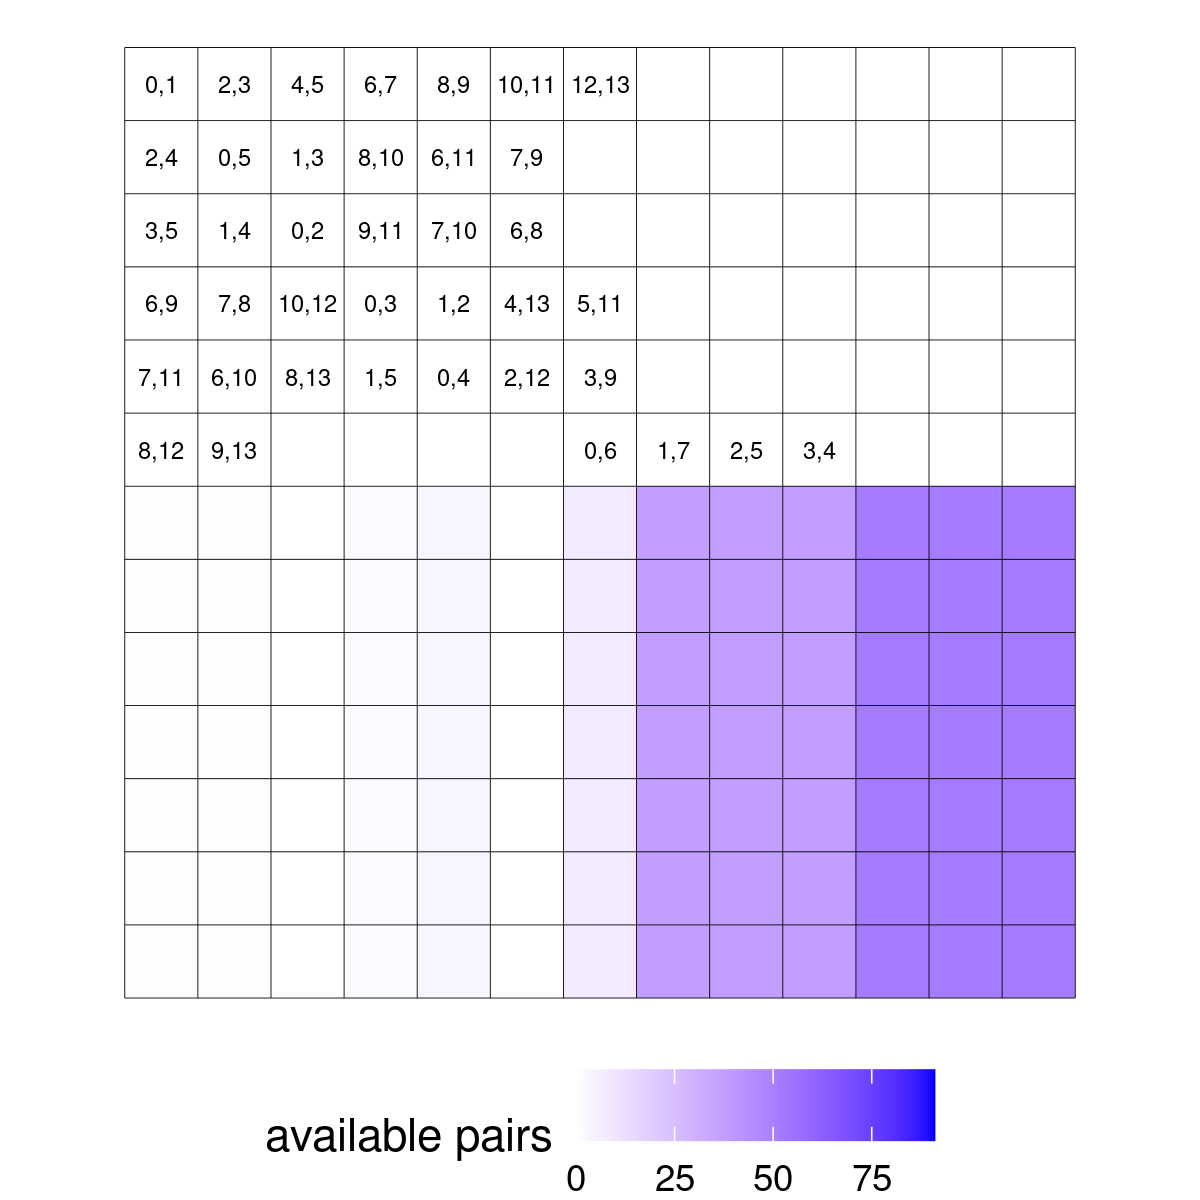 0,1 2,3 4,5 6,7 8,9 10,11 12,13
2,4 0,5 1,3 8,10 6,11 7,9
3,5 1,4 0,2 9,11 7,10 6,8
6,9 7,8 10,12 0,3 1,2 4,13 5,11
7,11 6,10 8,13 1,5 0,4 2,12 3,9
8,12 9,13 0,6 1,7 2,5 3,4
available pairs
0 25 50 75